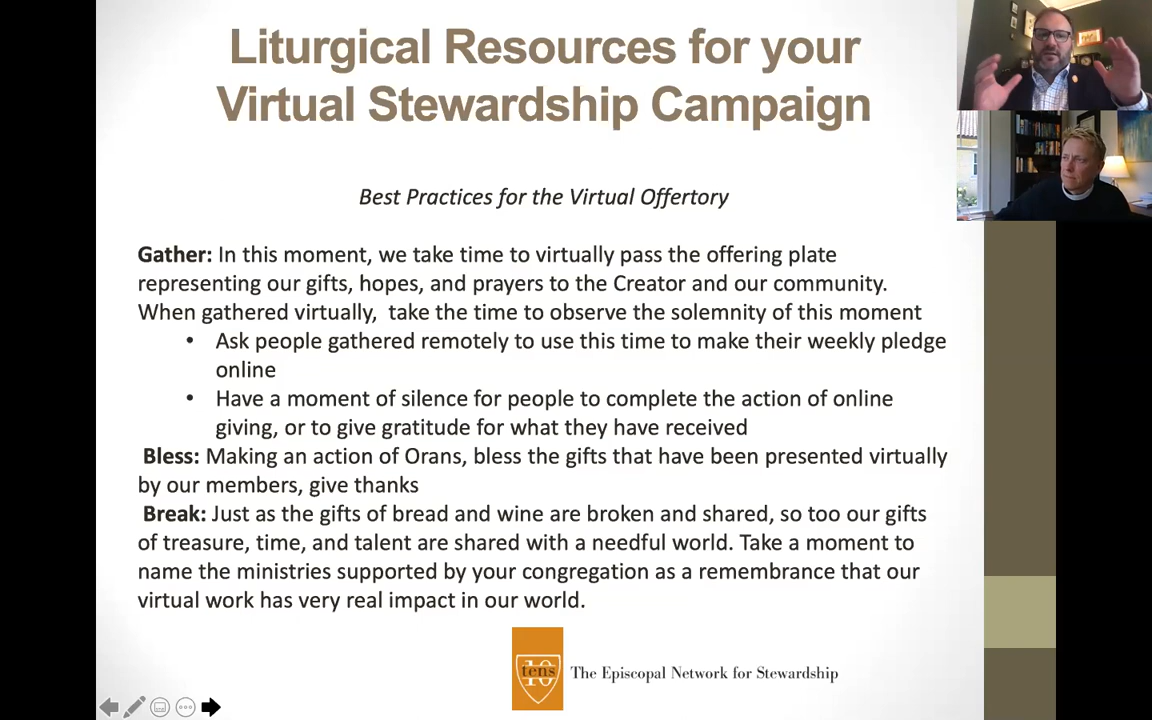 Liturgical Resources for your
Virtual Stewardship Campaign
Best Practices for the Virtual Offertory
Gather: In this moment, we take time to virtually pass the offering plate
representing our gifts, hopes, and prayers to the Creator and our community.
When gathered virtually,  take the time to observe the solemnity of this moment
• Ask people gathered remotely to use this time to make their weekly pledge
online
• Have a moment of silence for people to complete the action of online
giving, or to give gratitude for what they have received
Bless: Making an action of Orans, bless the gifts that have been presented virtually
by our members, give thanks
Break: Just as the gifts of bread and wine are broken and shared, so too our gifts
of treasure, time, and talent are shared with a needful world. Take a moment to
name the ministries supported by your congregation as a remembrance that our
virtual work has very real impact in our world.
tens
10
The Episcopal Network for Stewardship